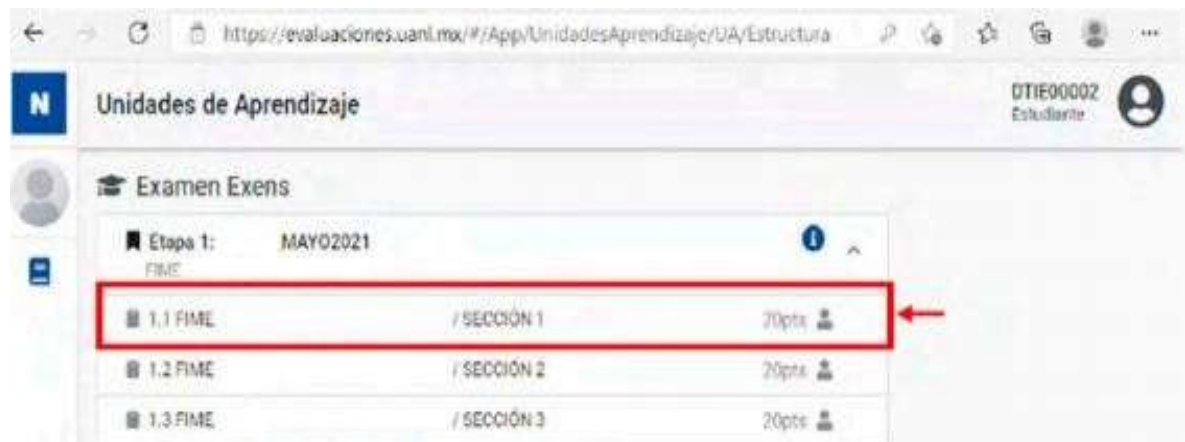 https://evaluaciones.uanl.mx/#/App/UnidadesAprendizaje/UA/Estructura
N
Unidades de Aprendizaje
DTIE00002
Estudiante
Examen Exens
Etapa 1: MAYO2021
FIME
1.1 FIME / SECCIÓN 1 20pts
1.2 FIME / SECCIÓN 2 20pts
1.3 FIME / SECCIÓN 3 20pts